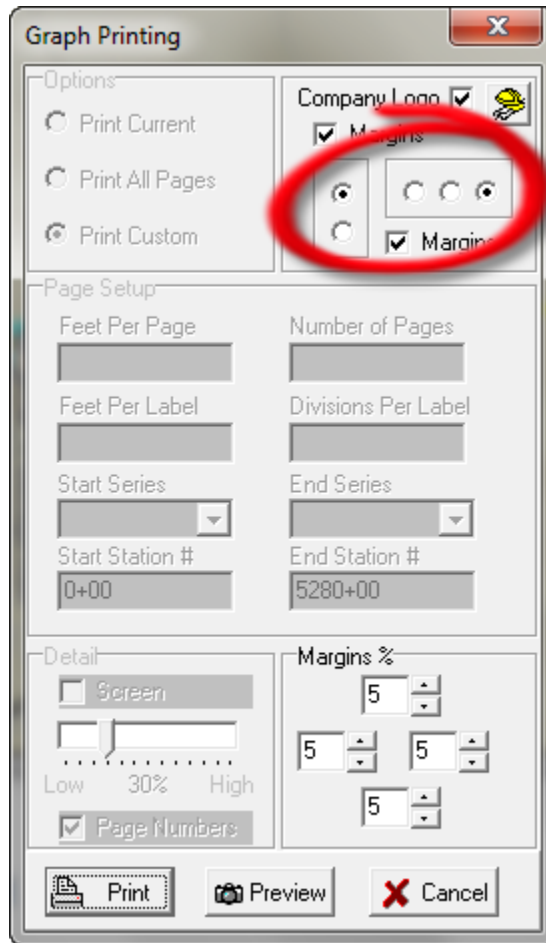 Graph Printing
Options
Print Current
Print All Pages
Print Custom
Company Logo
Margins
Margins
Page Setup
Feet Per Page
Number of Pages
Feet Per Label
Divisions Per Label
Start Series
End Series
Start Station #
End Station #
0+00
5280+00
Detail
Screen
Low 30% High
Page Numbers
Margins %
5
5 5
5
Print
Preview
Cancel